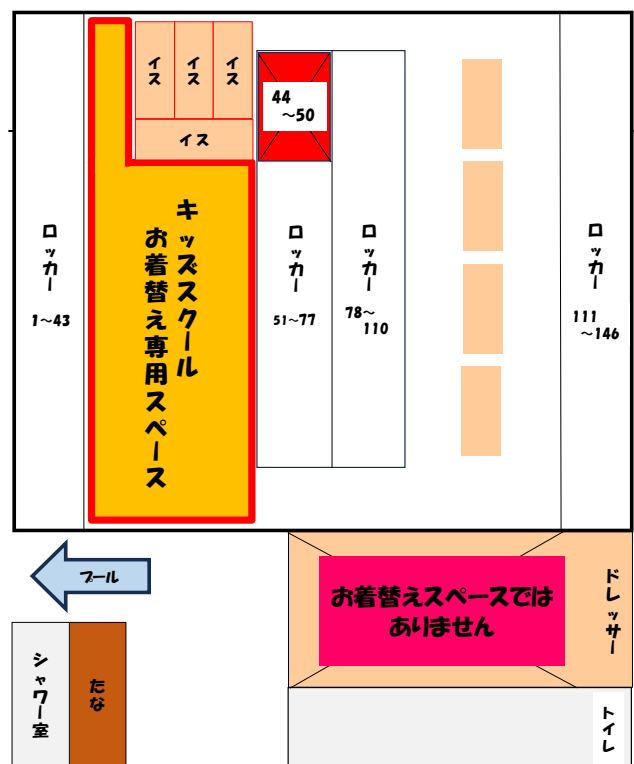 イス
イス
イス
イス
44
～50
キッズスクール
お着替え専用スペース
ロッカー
1～43
ロッカー
51～77
ロッカー
78～
110
ロッカー
111
～146
プール
お着替えスペースでは
ありません
ドレッサー
シャワー室
たな
トイレ